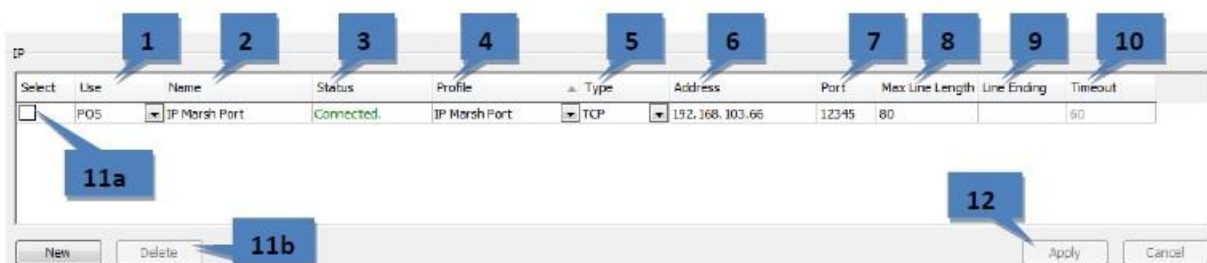 1 2 3 4 5 6 7 8 9 10
IP
Select Use Name Status Profile Type Address Port Max Line Length Line Ending Timeout
POS IP Marsh Port Connected. IP Marsh Port TCP 192.168.103.66 12345 80 60
11a
12
New Delete 11b Apply Cancel